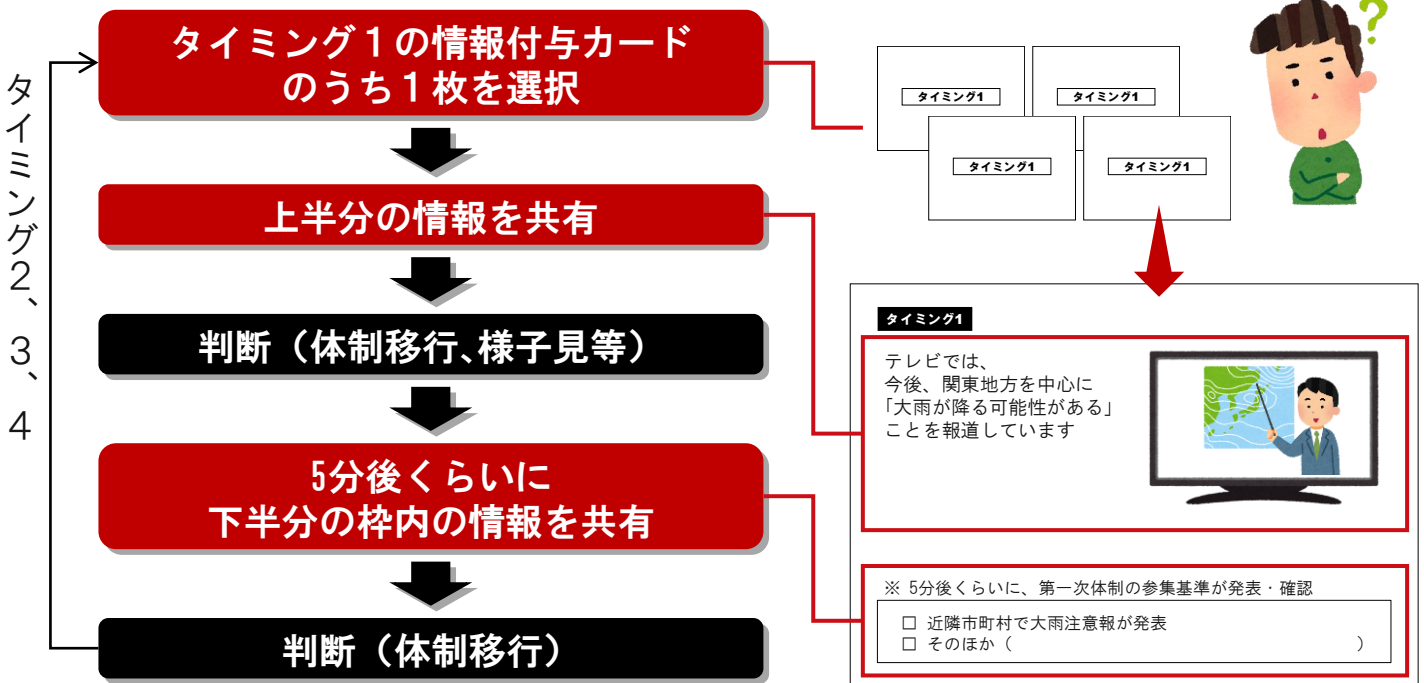 タイミング2、3、4
タイミング１の情報付与カード
のうち１枚を選択
上半分の情報を共有
判断（体制移行､様子見等）
5分後くらいに
下半分の枠内の情報を共有
判断（体制移行）
タイミング1
タイミング1
タイミング1
タイミング1
?
タイミング1
テレビでは、
今後、関東地方を中心に
「大雨が降る可能性がある」
ことを報道しています
※ 5分後くらいに、第一次体制の参集基準が発表・確認
□ 近隣市町村で大雨注意報が発表
□ そのほか（　　　　　　　　　　　　　　　　　　　　　）